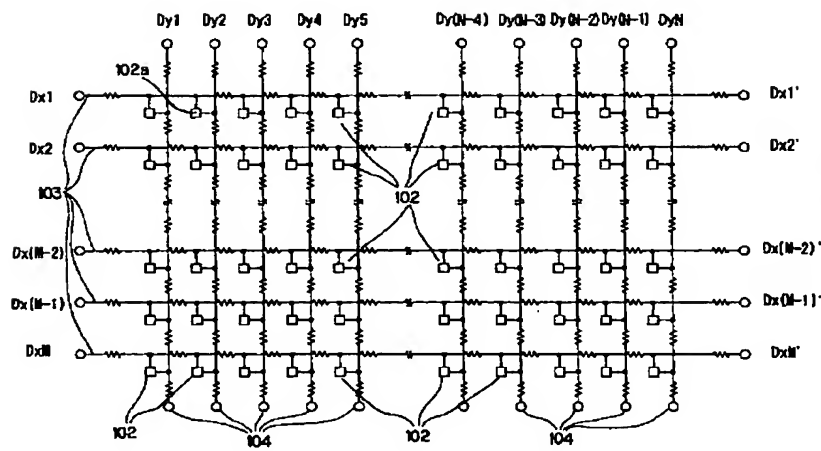 Dy1 Dy2 Dy3 Dy4 Dy5 Dy(N-4) Dy(N-3) Dy(N-2) Dy(N-1) DyN
102a
Dx1 Dx1'
Dx2 Dx2'
103 102
Dx(M-2) Dx(M-2)'
Dx(M-1) Dx(M-1)'
DxM DxM'
102 104 102 104